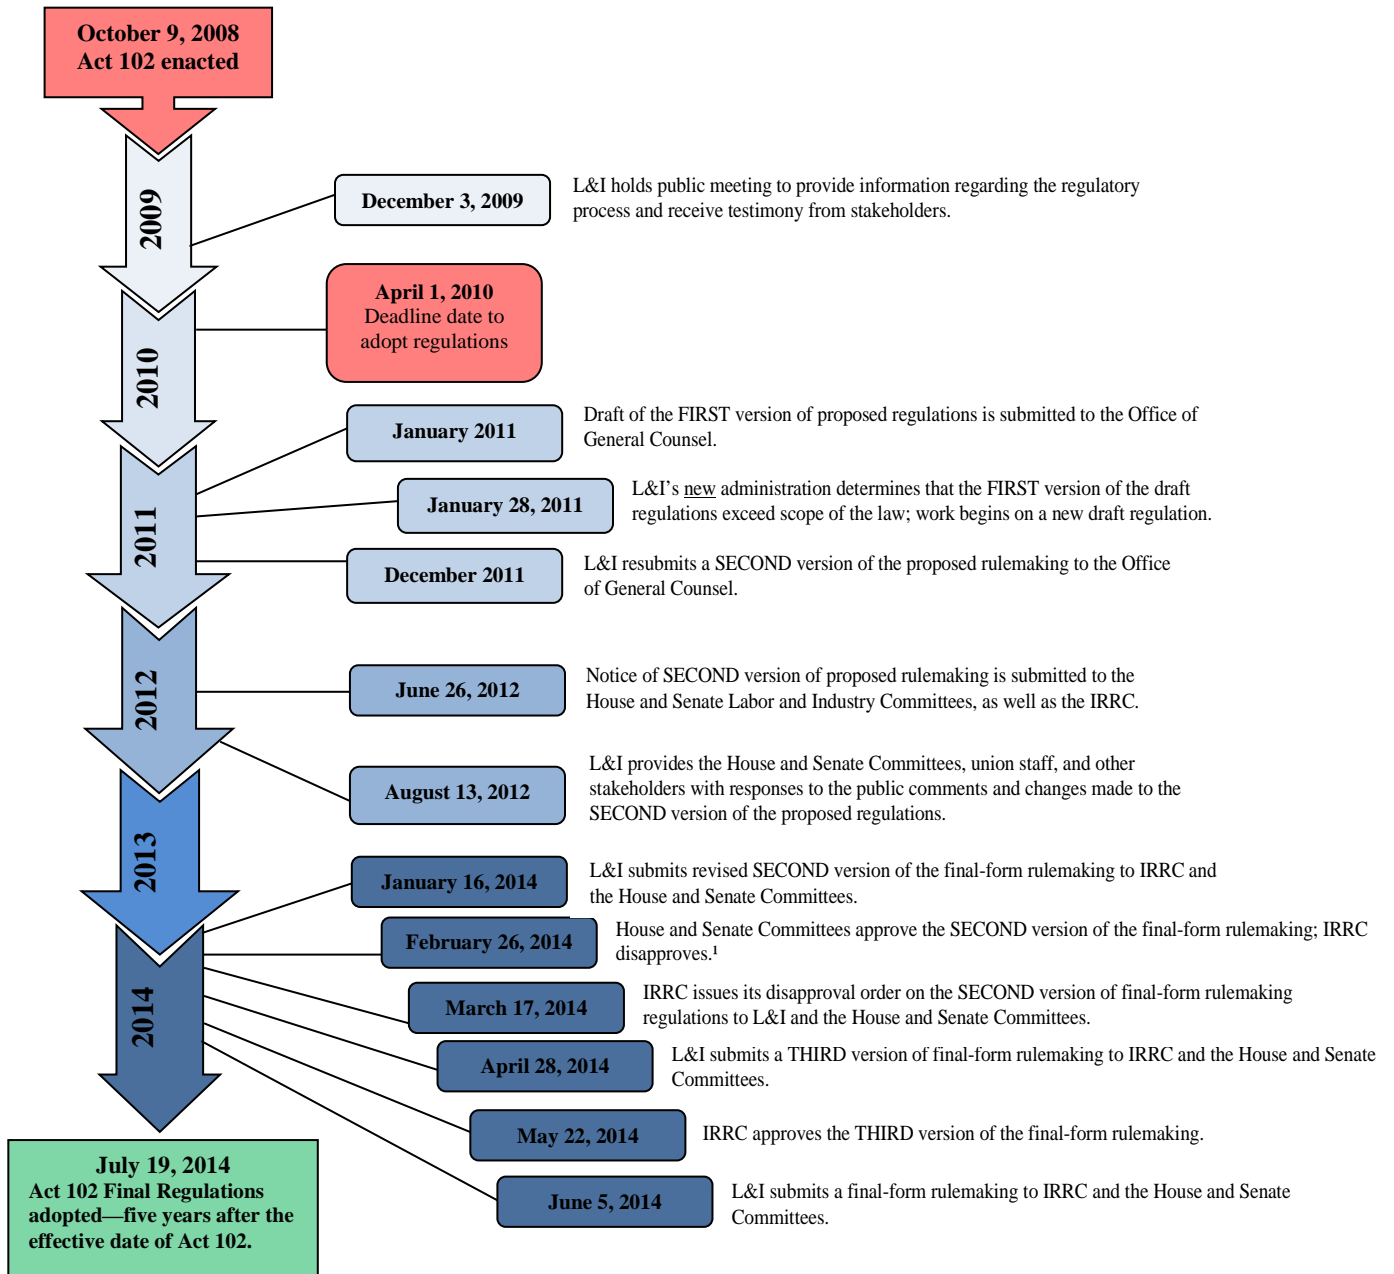 October 9, 2008
Act 102 enacted
2009
December 3, 2009
L&I holds public meeting to provide information regarding the regulatory
process and receive testimony from stakeholders.
2010
April 1, 2010
Deadline date to
adopt regulations
2011
January 2011
Draft of the FIRST version of proposed regulations is submitted to the Office of
General Counsel.
January 28, 2011
L&I’s new administration determines that the FIRST version of the draft
regulations exceed scope of the law; work begins on a new draft regulation.
December 2011
L&I resubmits a SECOND version of the proposed rulemaking to the Office
of General Counsel.
2012
June 26, 2012
Notice of SECOND version of proposed rulemaking is submitted to the
House and Senate Labor and Industry Committees, as well as the IRRC.
August 13, 2012
L&I provides the House and Senate Committees, union staff, and other
stakeholders with responses to the public comments and changes made to the
SECOND version of the proposed regulations.
2013
2014
January 16, 2014
L&I submits revised SECOND version of the final-form rulemaking to IRRC and
the House and Senate Committees.
February 26, 2014
House and Senate Committees approve the SECOND version of the final-form rulemaking; IRRC
disapproves.¹
March 17, 2014
IRRC issues its disapproval order on the SECOND version of final-form rulemaking
regulations to L&I and the House and Senate Committees.
April 28, 2014
L&I submits a THIRD version of final-form rulemaking to IRRC and the House and Senate
Committees.
May 22, 2014
IRRC approves the THIRD version of the final-form rulemaking.
June 5, 2014
L&I submits a final-form rulemaking to IRRC and the House and Senate
Committees.
July 19, 2014
Act 102 Final Regulations
adopted—five years after the
effective date of Act 102.